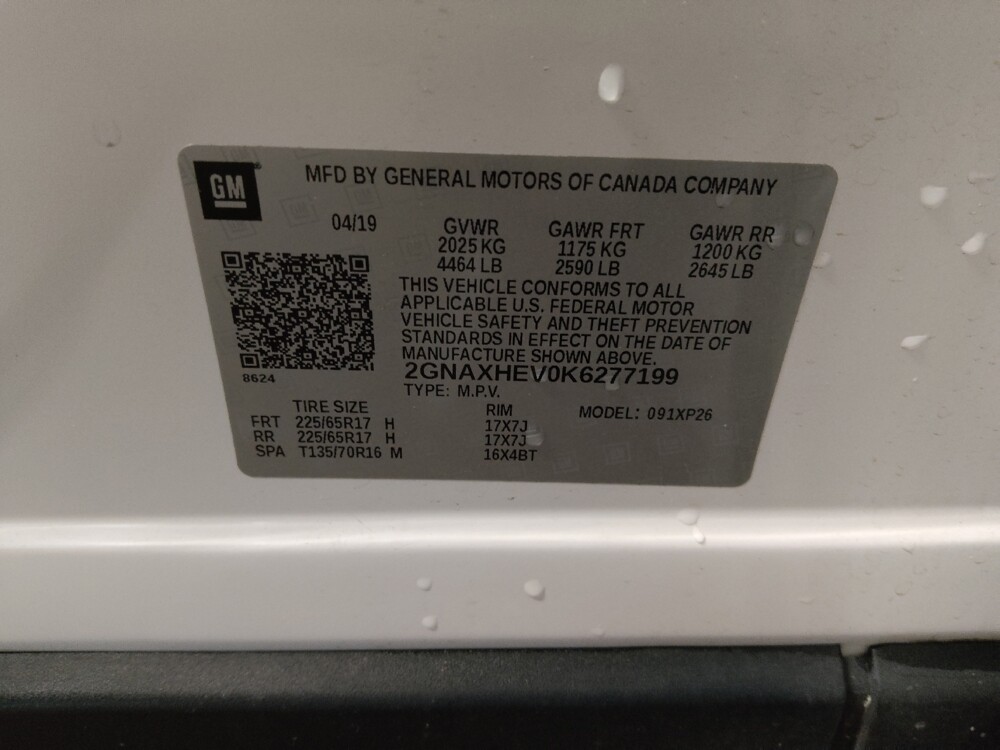 GM
MFD BY GENERAL MOTORS OF CANADA COMPANY
04/19 GVWR GAWR FRT GAWR RR
2025 KG 1175 KG 1200 KG
4464 LB 2590 LB 2645 LB
THIS VEHICLE CONFORMS TO ALL
APPLICABLE U.S. FEDERAL MOTOR
VEHICLE SAFETY AND THEFT PREVENTION
STANDARDS IN EFFECT ON THE DATE OF
MANUFACTURE SHOWN ABOVE.
8624
2GNAXHEV0K6277199
TYPE: M.P.V.
TIRE SIZE RIM MODEL: 091XP26
FRT 225/65R17 H 17X7J
RR 225/65R17 H 17X7J
SPA T135/70R16 M 16X4BT